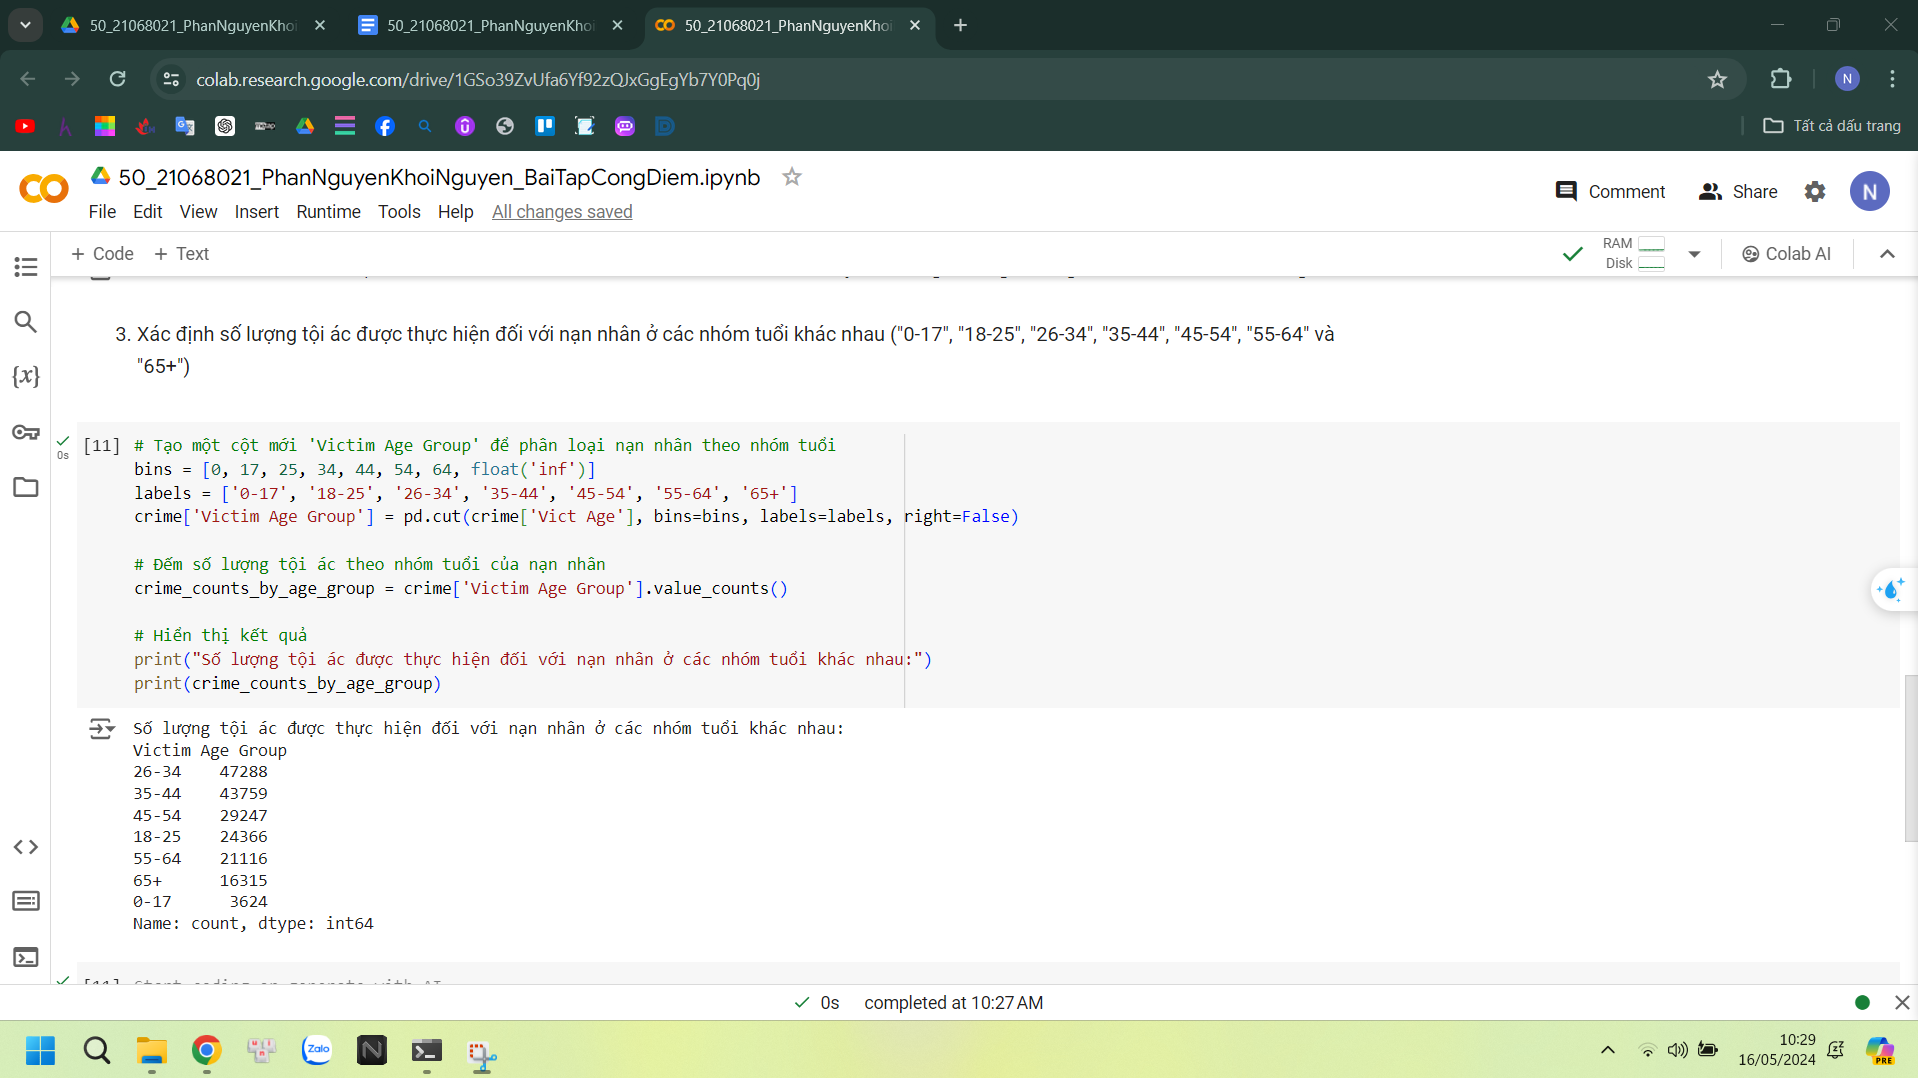 50_21068021_PhanNguyenKhoi
50_21068021_PhanNguyenKhoi
50_21068021_PhanNguyenKhoi
colab.research.google.com/drive/1GSo39ZvUfa6Yf92zQJxGgEgYb7Y0Pq0j
N
Tất cả dấu trang
50_21068021_PhanNguyenKhoiNguyen_BaiTapCongDiem.ipynb
Comment
Share
N
File Edit View Insert Runtime Tools Help All changes saved
+ Code + Text
RAM
Disk
Colab AI
3. Xác định số lượng tội ác được thực hiện đối với nạn nhân ở các nhóm tuổi khác nhau ("0-17", "18-25", "26-34", "35-44", "45-54", "55-64" và
"65+")
{x}
0s
[11] # Tạo một cột mới 'Victim Age Group' để phân loại nạn nhân theo nhóm tuổi
bins = [0, 17, 25, 34, 44, 54, 64, float('inf')]
labels = ['0-17', '18-25', '26-34', '35-44', '45-54', '55-64', '65+']
crime['Victim Age Group'] = pd.cut(crime['Vict Age'], bins=bins, labels=labels, right=False)
# Đếm số lượng tội ác theo nhóm tuổi của nạn nhân
crime_counts_by_age_group = crime['Victim Age Group'].value_counts()
# Hiển thị kết quả
print("Số lượng tội ác được thực hiện đối với nạn nhân ở các nhóm tuổi khác nhau:")
print(crime_counts_by_age_group)
Số lượng tội ác được thực hiện đối với nạn nhân ở các nhóm tuổi khác nhau:
Victim Age Group
26-34 47288
35-44 43759
45-54 29247
18-25 24366
55-64 21116
65+ 16315
0-17 3624
Name: count, dtype: int64
[11] Start coding or generate with AI
0s completed at 10:27 AM
Zalo
N
10:29
16/05/2024
PRE